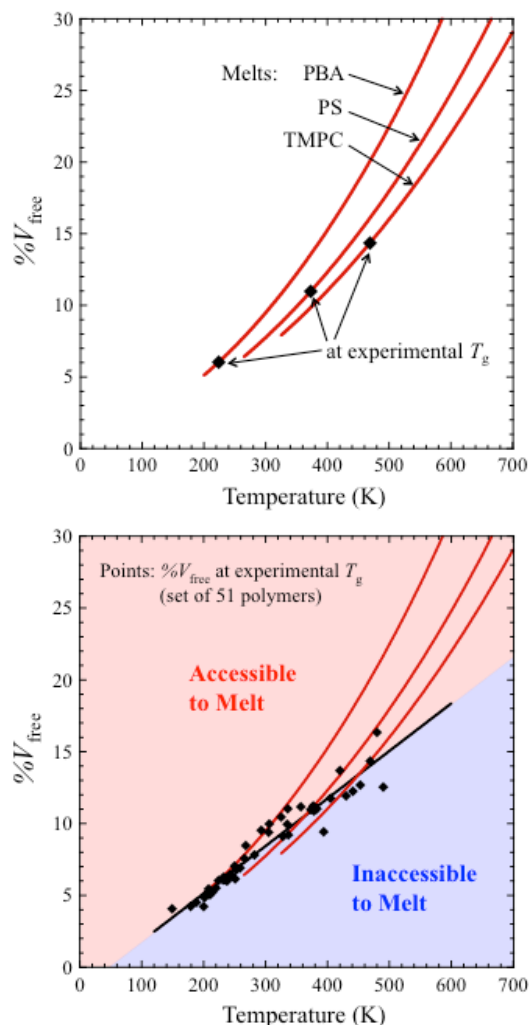 30
Melts: PBA
25
PS
20
TMPC
%Vfree
15
10
at experimental Tg
5
0
0 100 200 300 400 500 600 700
Temperature (K)
30
Points: %Vfree at experimental Tg
(set of 51 polymers)
25
Accessible
to Melt
20
%Vfree
15
10
Inaccessible
to Melt
5
0
0 100 200 300 400 500 600 700
Temperature (K)